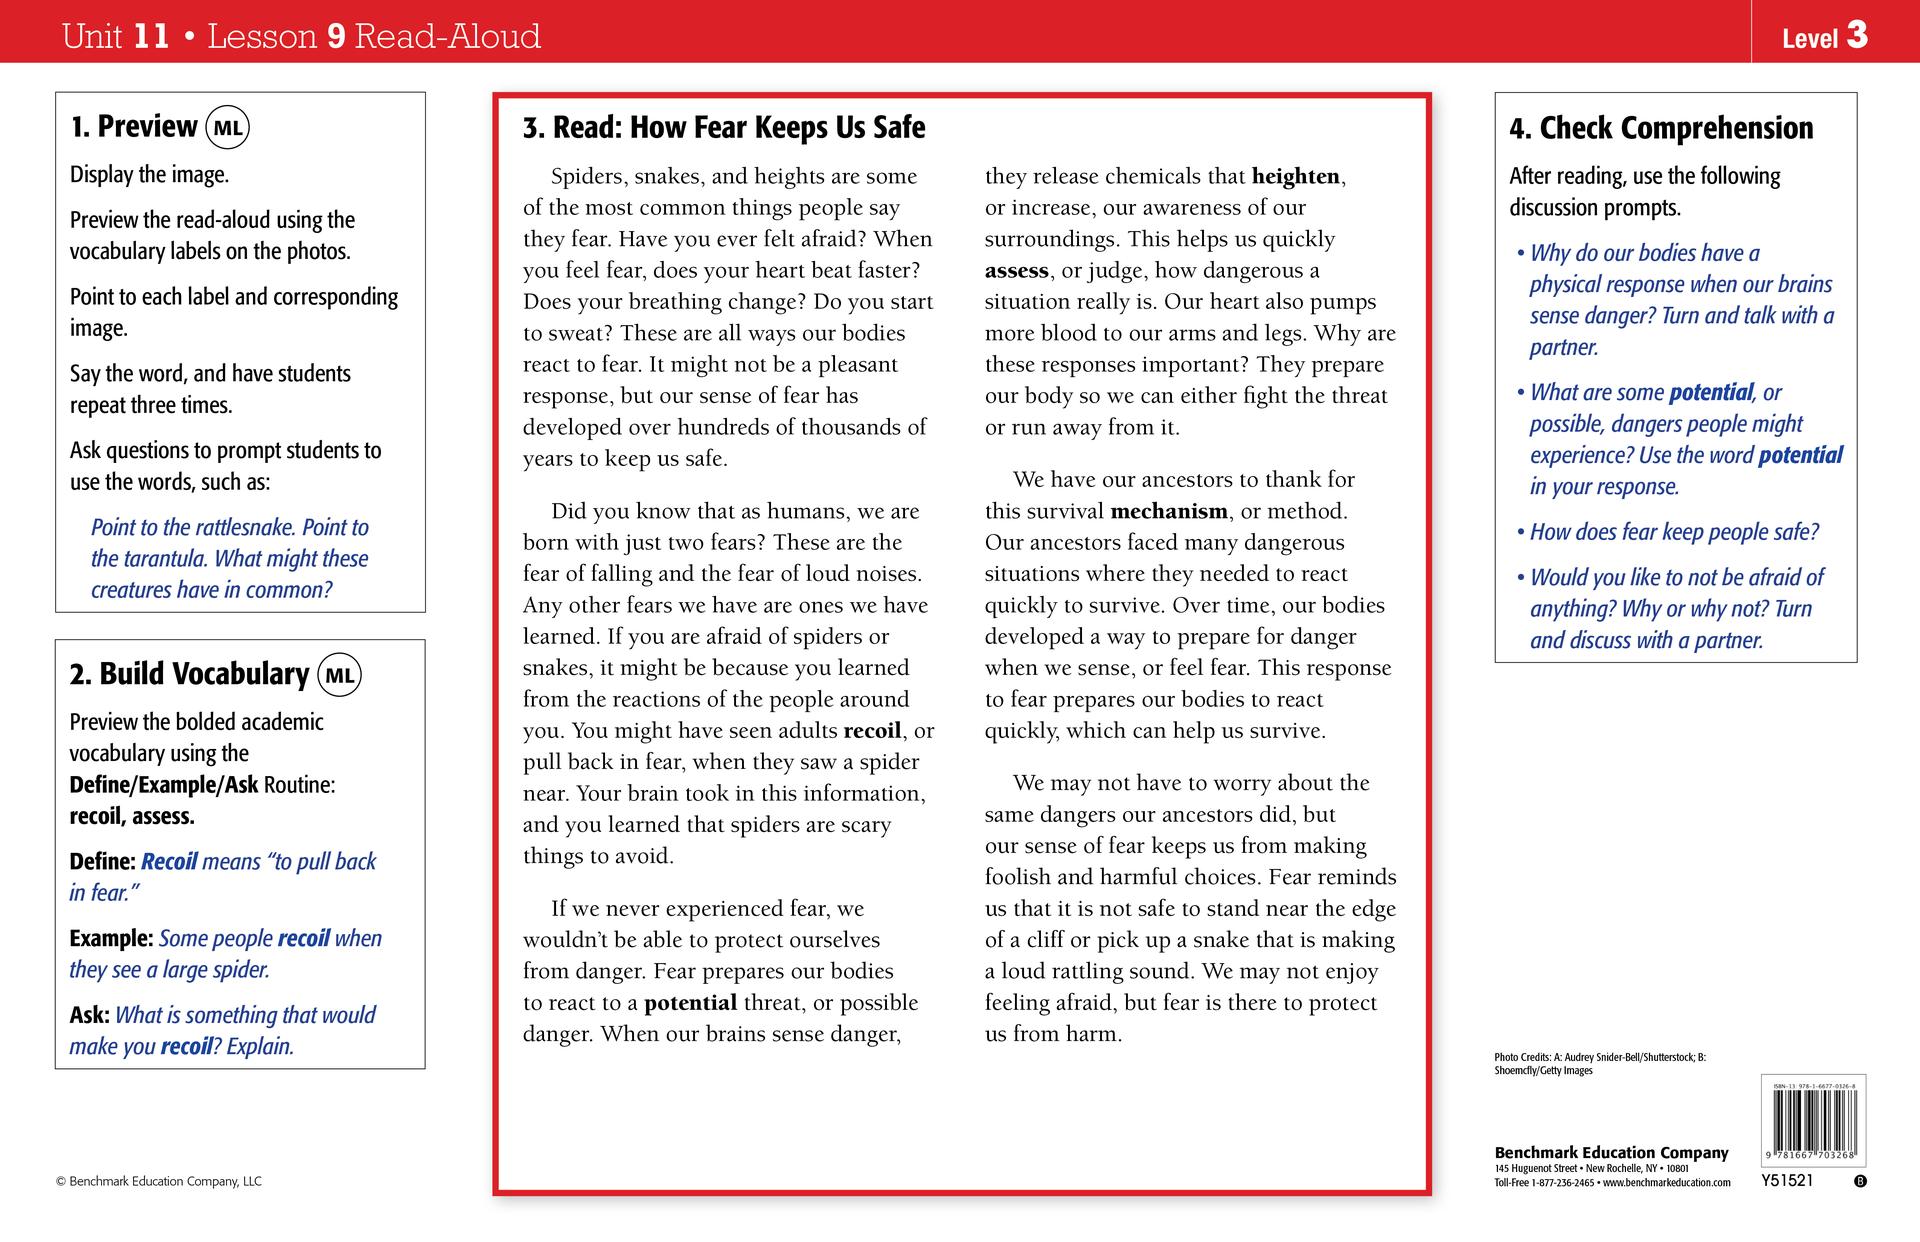 Unit 11 • Lesson 9 Read-Aloud
Level 3
1. Preview ML
Display the image.
Preview the read-aloud using the
vocabulary labels on the photos.
Point to each label and corresponding
image.
Say the word, and have students
repeat three times.
Ask questions to prompt students to
use the words, such as:
Point to the rattlesnake. Point to
the tarantula. What might these
creatures have in common?
2. Build Vocabulary ML
Preview the bolded academic
vocabulary using the
Define/Example/Ask Routine:
recoil, assess.
Define: Recoil means “to pull back
in fear.”
Example: Some people recoil when
they see a large spider.
Ask: What is something that would
make you recoil? Explain.
© Benchmark Education Company, LLC
3. Read: How Fear Keeps Us Safe
Spiders, snakes, and heights are some
of the most common things people say
they fear. Have you ever felt afraid? When
you feel fear, does your heart beat faster?
Does your breathing change? Do you start
to sweat? These are all ways our bodies
react to fear. It might not be a pleasant
response, but our sense of fear has
developed over hundreds of thousands of
years to keep us safe.
Did you know that as humans, we are
born with just two fears? These are the
fear of falling and the fear of loud noises.
Any other fears we have are ones we have
learned. If you are afraid of spiders or
snakes, it might be because you learned
from the reactions of the people around
you. You might have seen adults recoil, or
pull back in fear, when they saw a spider
near. Your brain took in this information,
and you learned that spiders are scary
things to avoid.
If we never experienced fear, we
wouldn’t be able to protect ourselves
from danger. Fear prepares our bodies
to react to a potential threat, or possible
danger. When our brains sense danger,
they release chemicals that heighten,
or increase, our awareness of our
surroundings. This helps us quickly
assess, or judge, how dangerous a
situation really is. Our heart also pumps
more blood to our arms and legs. Why are
these responses important? They prepare
our body so we can either fight the threat
or run away from it.
We have our ancestors to thank for
this survival mechanism, or method.
Our ancestors faced many dangerous
situations where they needed to react
quickly to survive. Over time, our bodies
developed a way to prepare for danger
when we sense, or feel fear. This response
to fear prepares our bodies to react
quickly, which can help us survive.
We may not have to worry about the
same dangers our ancestors did, but
our sense of fear keeps us from making
foolish and harmful choices. Fear reminds
us that it is not safe to stand near the edge
of a cliff or pick up a snake that is making
a loud rattling sound. We may not enjoy
feeling afraid, but fear is there to protect
us from harm.
4. Check Comprehension
After reading, use the following
discussion prompts.
• Why do our bodies have a
physical response when our brains
sense danger? Turn and talk with a
partner.
• What are some potential, or
possible, dangers people might
experience? Use the word potential
in your response.
• How does fear keep people safe?
• Would you like to not be afraid of
anything? Why or why not? Turn
and discuss with a partner.
Photo Credits: A: Audrey Snider-Bell/Shutterstock; B:
Shoemcfly/Getty Images
Benchmark Education Company
145 Huguenot Street • New Rochelle, NY • 10801
Toll-Free 1-877-236-2465 • www.benchmarkeducation.com
ISBN-13: 978-1-6677-0326-8
9 781667 703268
Y51521
B